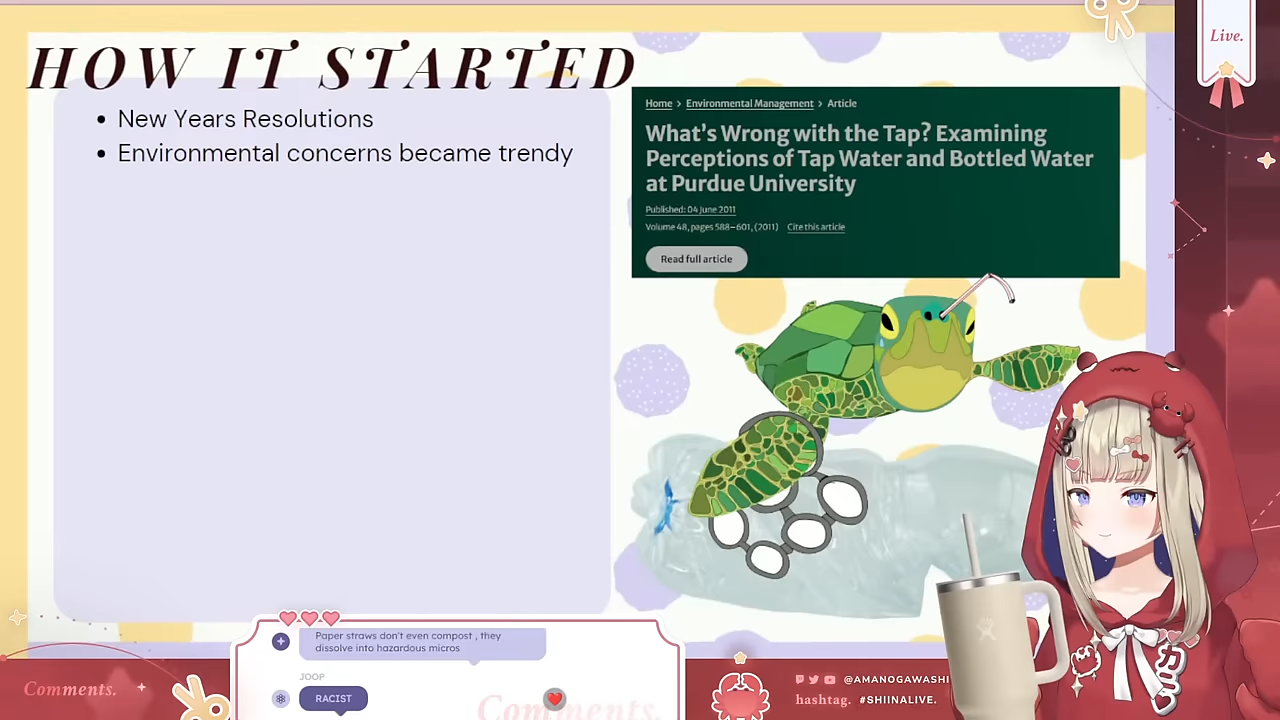 Live.
HOW IT STARTED
• New Years Resolutions
• Environmental concerns became trendy
Home > Environmental Management > Article
What's Wrong with the Tap? Examining
Perceptions of Tap Water and Bottled Water
at Purdue University
Published: 04 June 2011
Volume 48, pages 588–601, (2011) Cite this article
Read full article
Comments.
Paper straws don't even compost , they
dissolve into hazardous micros
JOOP
RACIST
Comments.
@AMANOGAWASHI
hashtag. #SHIINALIVE.